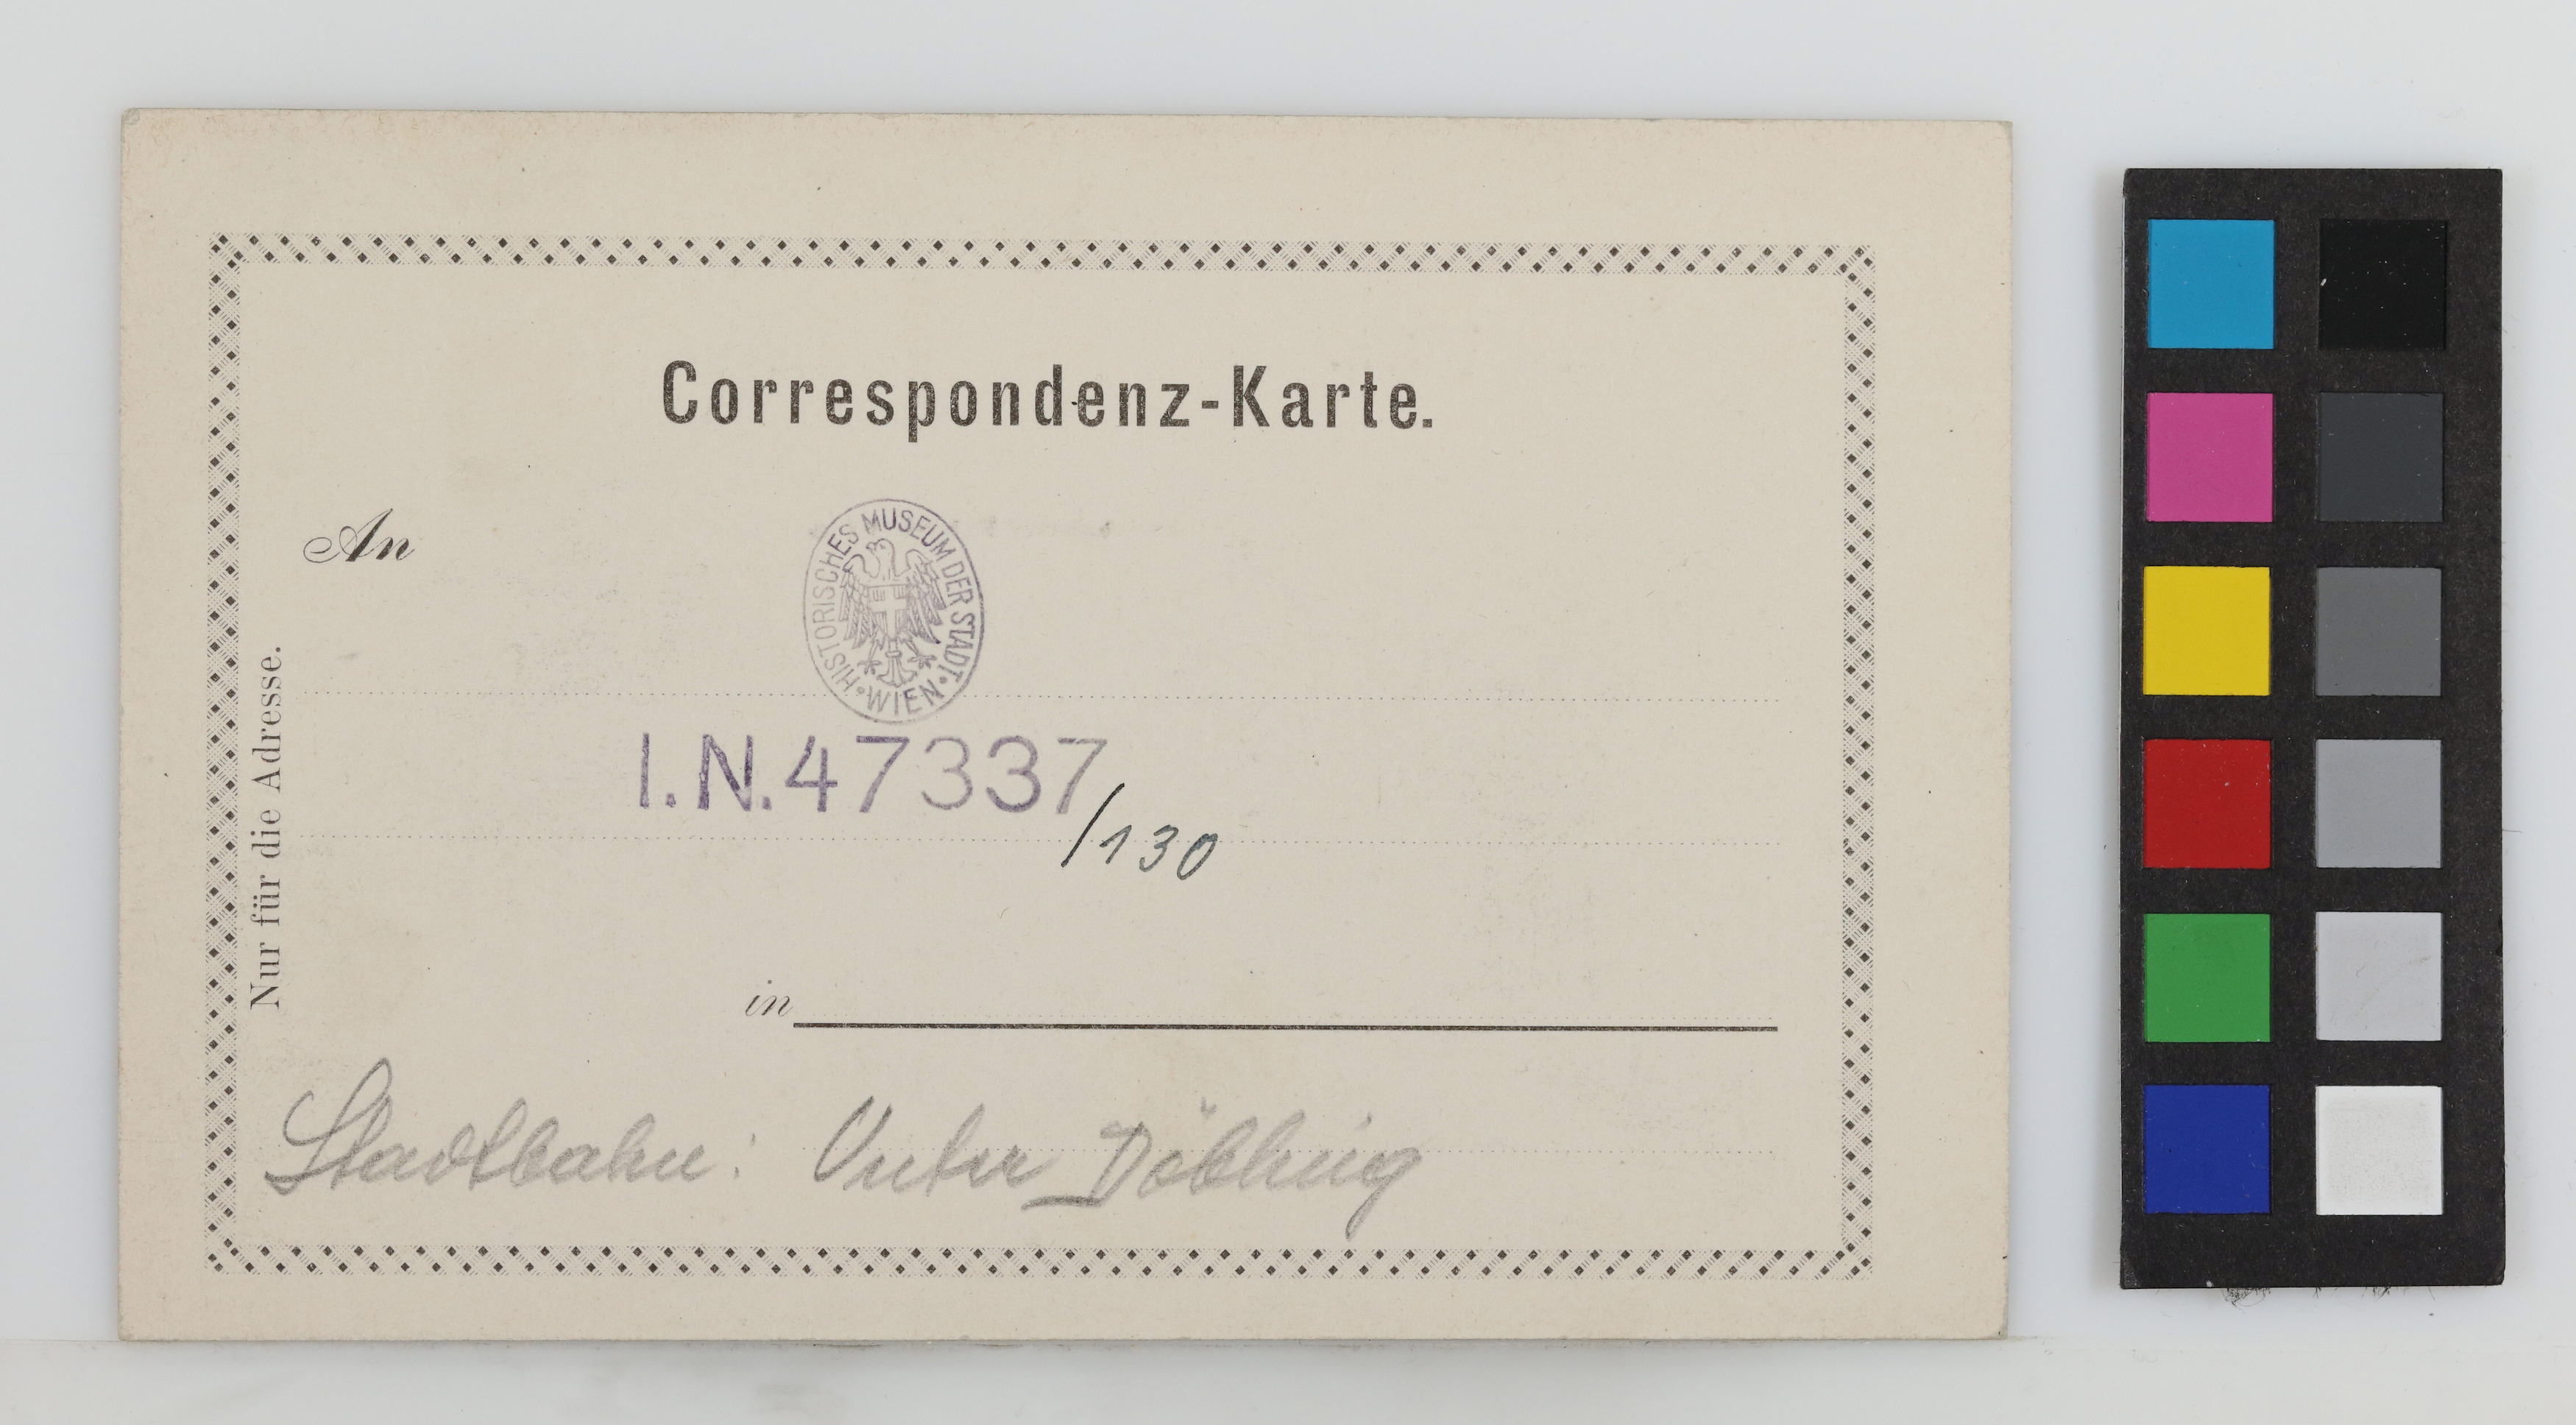 Correspondenz-Karte.
An
HISTORISCHES MUSEUM DER STADT • WIEN •
I.N. 47337
/130
Nur für die Adresse.
in
Stadtbahn: Unter Döbling